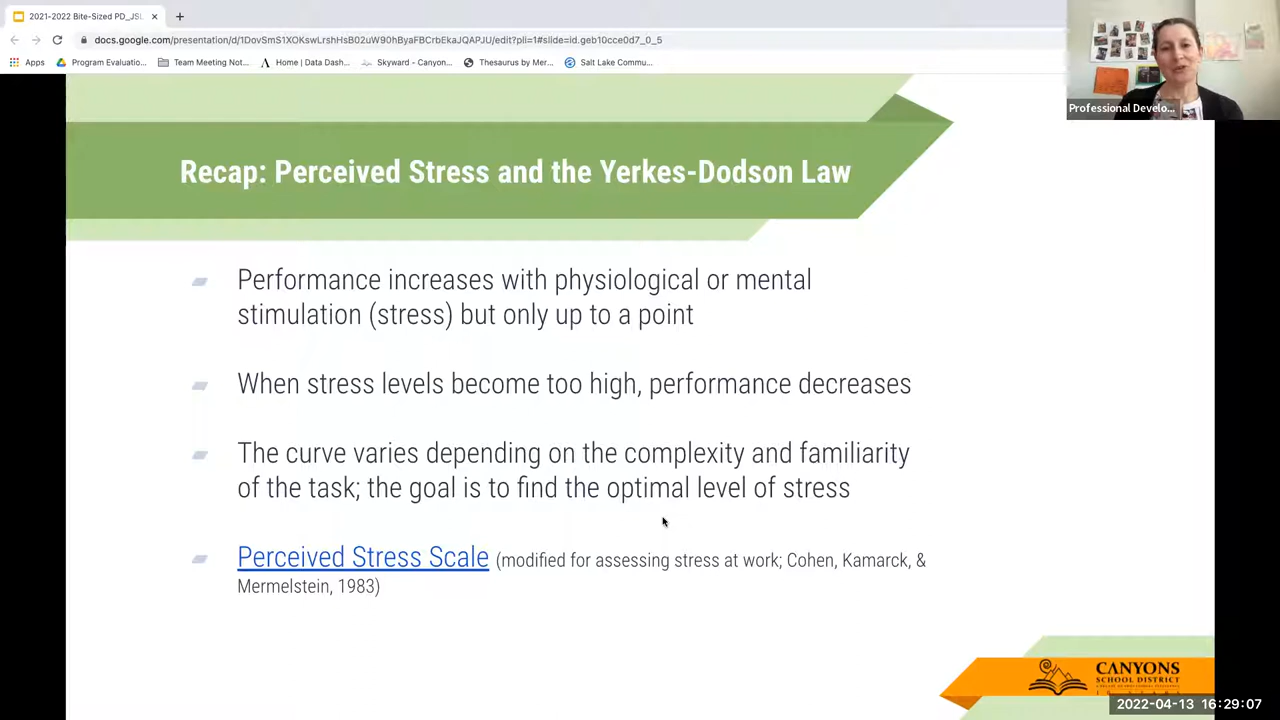 2021-2022 Bite-Sized PD_JSL
docs.google.com/presentation/d/1DovSmS1XOKswLrshHsB02uW90hByaFBCrbEkaJQAPJU/edit?pli=1#slide=id.geb10cce0d7_0_5
Apps Program Evaluatio... Team Meeting Not... Home | Data Dash... Skyward - Canyon... Thesaurus by Mer... Salt Lake Commu...
Professional Develo...
Recap: Perceived Stress and the Yerkes-Dodson Law
Performance increases with physiological or mental
stimulation (stress) but only up to a point
When stress levels become too high, performance decreases
The curve varies depending on the complexity and familiarity
of the task; the goal is to find the optimal level of stress
Perceived Stress Scale (modified for assessing stress at work; Cohen, Kamarck, &
Mermelstein, 1983)
CANYONS
SCHOOL DISTRICT
2022-04-13 16:29:07